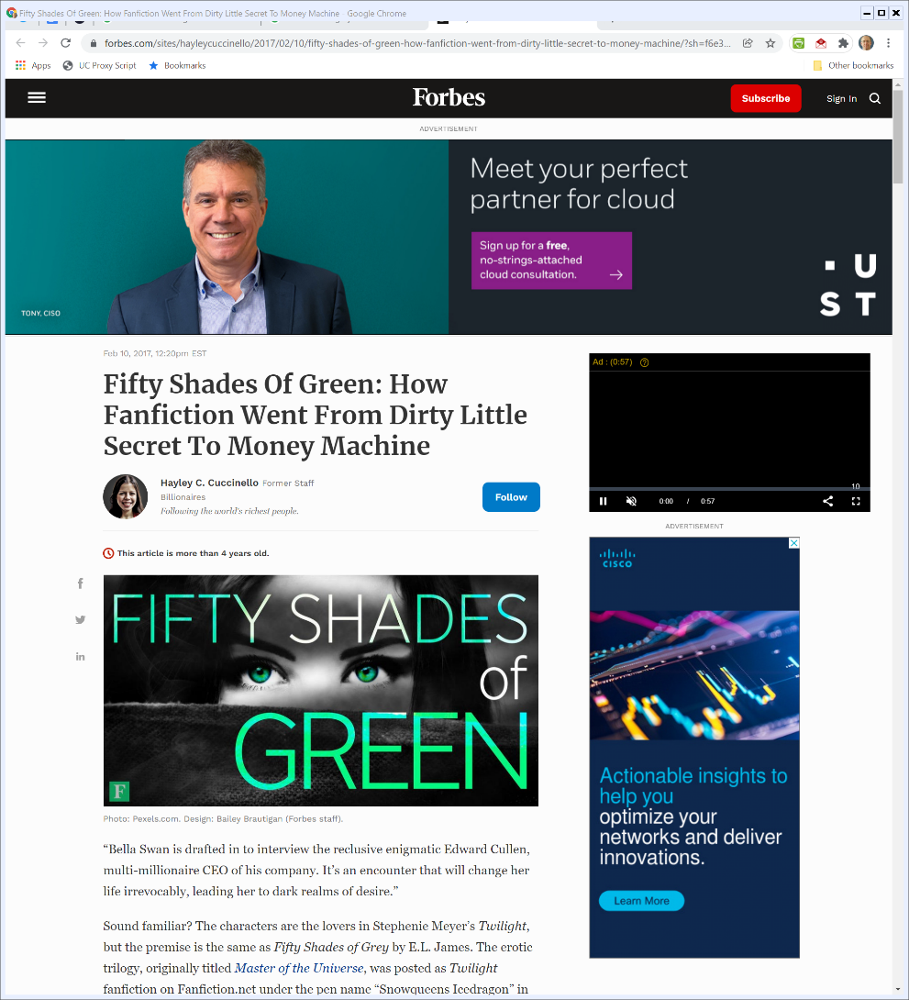 Fifty Shades Of Green: How Fanfiction Went From Dirty Little Secret To Money Machine - Google Chrome
forbes.com/sites/hayleycuccinello/2017/02/10/fifty-shades-of-green-how-fanfiction-went-from-dirty-little-secret-to-money-machine/?sh=f6e3...
Apps
UC Proxy Script
Bookmarks
Other bookmarks
Forbes
Subscribe
Sign In
ADVERTISEMENT
Meet your perfect
partner for cloud
Sign up for a free,
no-strings-attached
cloud consultation.
U
S T
TONY, CISO
Feb 10, 2017, 12:20pm EST
Fifty Shades Of Green: How
Fanfiction Went From Dirty Little
Secret To Money Machine
Hayley C. Cuccinello Former Staff
Billionaires
Following the world's richest people.
Follow
This article is more than 4 years old.
FIFTY SHADES
of
GREEN
F
Photo: Pexels.com. Design: Bailey Brautigan (Forbes staff).
“Bella Swan is drafted in to interview the reclusive enigmatic Edward Cullen,
multi-millionaire CEO of his company. It’s an encounter that will change her
life irrevocably, leading her to dark realms of desire.”
Sound familiar? The characters are the lovers in Stephenie Meyer’s Twilight,
but the premise is the same as Fifty Shades of Grey by E.L. James. The erotic
trilogy, originally titled Master of the Universe, was posted as Twilight
fanfiction on Fanfiction.net under the pen name “Snowqueens Icedragon” in
Ad : (0:57)
10
0:00 / 0:57
ADVERTISEMENT
CISCO
Actionable insights to
help you
optimize your
networks and deliver
innovations.
Learn More